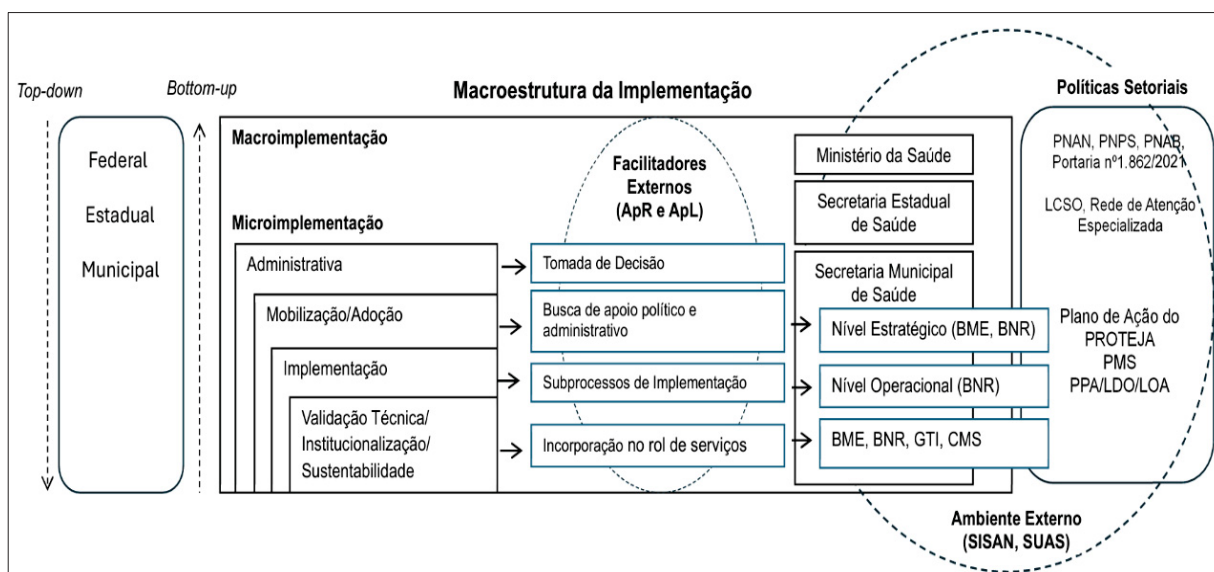 Top-down
Bottom-up
Federal
Estadual
Municipal
Macroestrutura da Implementação
Macroimplementação
Microimplementação
Administrativa
Mobilização/Adoção
Implementação
Validação Técnica/
Institucionalização/
Sustentabilidade
Facilitadores
Externos
(ApR e ApL)
Tomada de Decisão
Busca de apoio político e
administrativo
Subprocessos de Implementação
Incorporação no rol de serviços
Ministério da Saúde
Secretaria Estadual
de Saúde
Secretaria Municipal
de Saúde
Nível Estratégico (BME, BNR)
Nível Operacional (BNR)
BME, BNR, GTI, CMS
Políticas Setoriais
PNAN, PNPS, PNAB,
Portaria nº1.862/2021
LCSO, Rede de Atenção
Especializada
Plano de Ação do
PROTEJA
PMS
PPA/LDO/LOA
Ambiente Externo
(SISAN, SUAS)